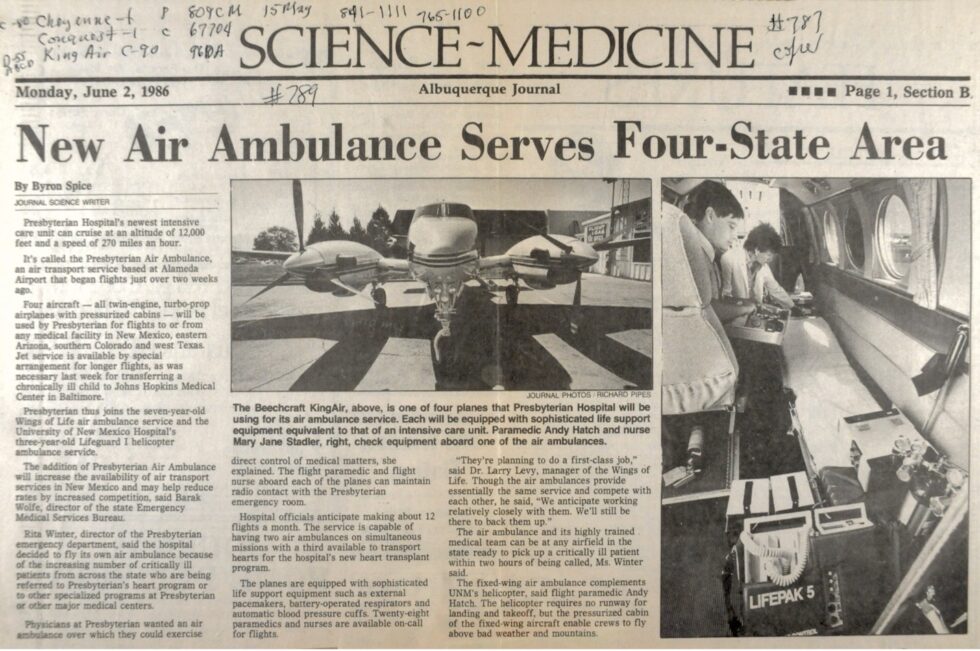 Cheyenne-1 P 809CM 15 May 841-1111 765-1100
Conquest-1 C 67704
King Air C-90 96DA
#787
SCIENCE~MEDICINE
Monday, June 2, 1986
#789
Albuquerque Journal
Page 1, Section B
New Air Ambulance Serves Four-State Area
By Byron Spice
JOURNAL SCIENCE WRITER
Presbyterian Hospital's newest intensive
care unit can cruise at an altitude of 12,000
feet and a speed of 270 miles an hour.
It's called the Presbyterian Air Ambulance,
an air transport service based at Alameda
Airport that began flights just over two weeks
ago.
Four aircraft — all twin-engine, turbo-prop
airplanes with pressurized cabins — will be
used by Presbyterian for flights to or from
any medical facility in New Mexico, eastern
Arizona, southern Colorado and west Texas.
Jet service is available by special
arrangement for longer flights, as was
necessary last week for transferring a
chronically ill child to Johns Hopkins Medical
Center in Baltimore.
Presbyterian thus joins the seven-year-old
Wings of Life air ambulance service and the
University of New Mexico Hospital's
three-year-old Lifeguard I helicopter
ambulance service.
The addition of Presbyterian Air Ambulance
will increase the availability of air transport
services in New Mexico and may help reduce
rates by increased competition, said Barak
Wolfe, director of the state Emergency
Medical Services Bureau.
Rita Winter, director of the Presbyterian
emergency department, said the hospital
decided to fly its own air ambulance because
of the increasing number of critically ill
patients from across the state who are being
referred to Presbyterian's heart program or
to other specialized programs at Presbyterian
or other major medical centers.
Physicians at Presbyterian wanted an air
ambulance over which they could exercise
JOURNAL PHOTOS / RICHARD PIPES
The Beechcraft KingAir, above, is one of four planes that Presbyterian Hospital will be
using for its air ambulance service. Each will be equipped with sophisticated life support
equipment equivalent to that of an intensive care unit. Paramedic Andy Hatch and nurse
Mary Jane Stadler, right, check equipment aboard one of the air ambulances.
direct control of medical matters, she
explained. The flight paramedic and flight
nurse aboard each of the planes can maintain
radio contact with the Presbyterian
emergency room.
Hospital officials anticipate making about 12
flights a month. The service is capable of
having two air ambulances on simultaneous
missions with a third available to transport
hearts for the hospital's new heart transplant
program.
The planes are equipped with sophisticated
life support equipment such as external
pacemakers, battery-operated respirators and
automatic blood pressure cuffs. Twenty-eight
paramedics and nurses are available on-call
for flights.
"They're planning to do a first-class job,"
said Dr. Larry Levy, manager of the Wings of
Life. Though the air ambulances provide
essentially the same service and compete with
each other, he said, "We anticipate working
relatively closely with them. We'll still be
there to back them up."
The air ambulance and its highly trained
medical team can be at any airfield in the
state ready to pick up a critically ill patient
within two hours of being called, Ms. Winter
said.
The fixed-wing air ambulance complements
UNM's helicopter, said flight paramedic Andy
Hatch. The helicopter requires no runway for
landing and takeoff, but the pressurized cabin
of the fixed-wing aircraft enable crews to fly
above bad weather and mountains.
LIFEPAK 5